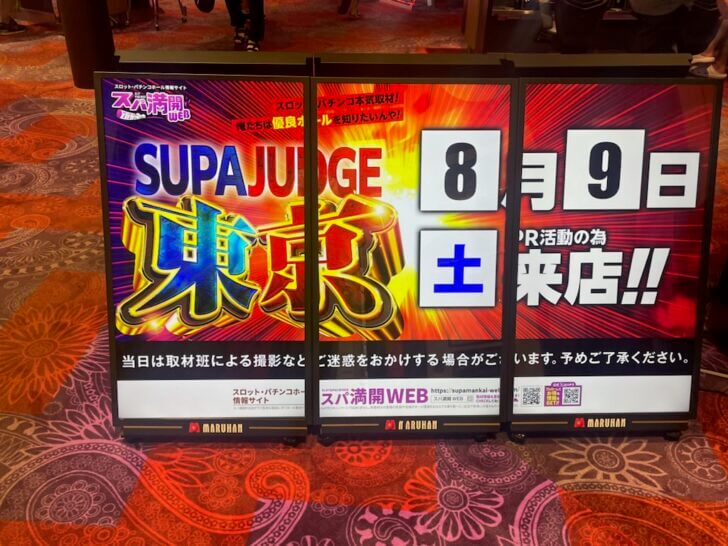 スロット・パチンコホール情報サイト
スパ満開
WEB
スロット・パチンコ本気取材!
俺たちは優良ホールを知りたいんや!
SUPAJUDGE
東京
8月9日
土
PR活動の為
来店!!
当日は取材班による撮影などご迷惑をおかけする場合がございます。予めご了承ください。
スロット・パチンコホール
情報サイト
スパ満開WEB
スパ満開 WEB
MARUHAN
MARUHAN
MARUHAN